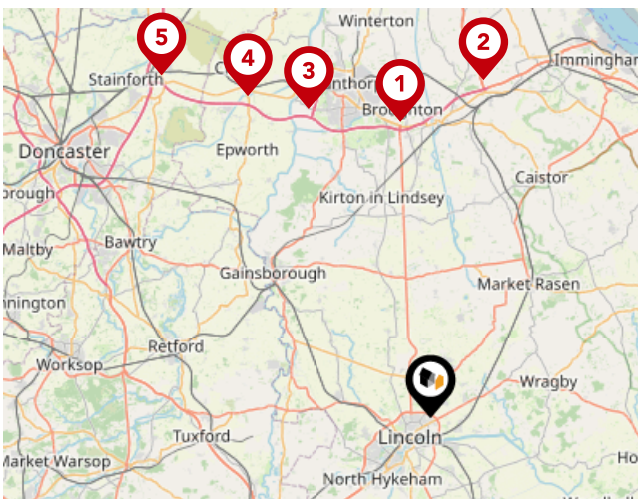 Winterton
5
2
4
3
1
Immingham
Stainforth
Doncaster
Epworth
Caistor
Kirton in Lindsey
Maltby
Bawtry
Gainsborough
Market Rasen
Retford
Worksop
Wragby
Tuxford
Lincoln
Market Warsop
North Hykeham